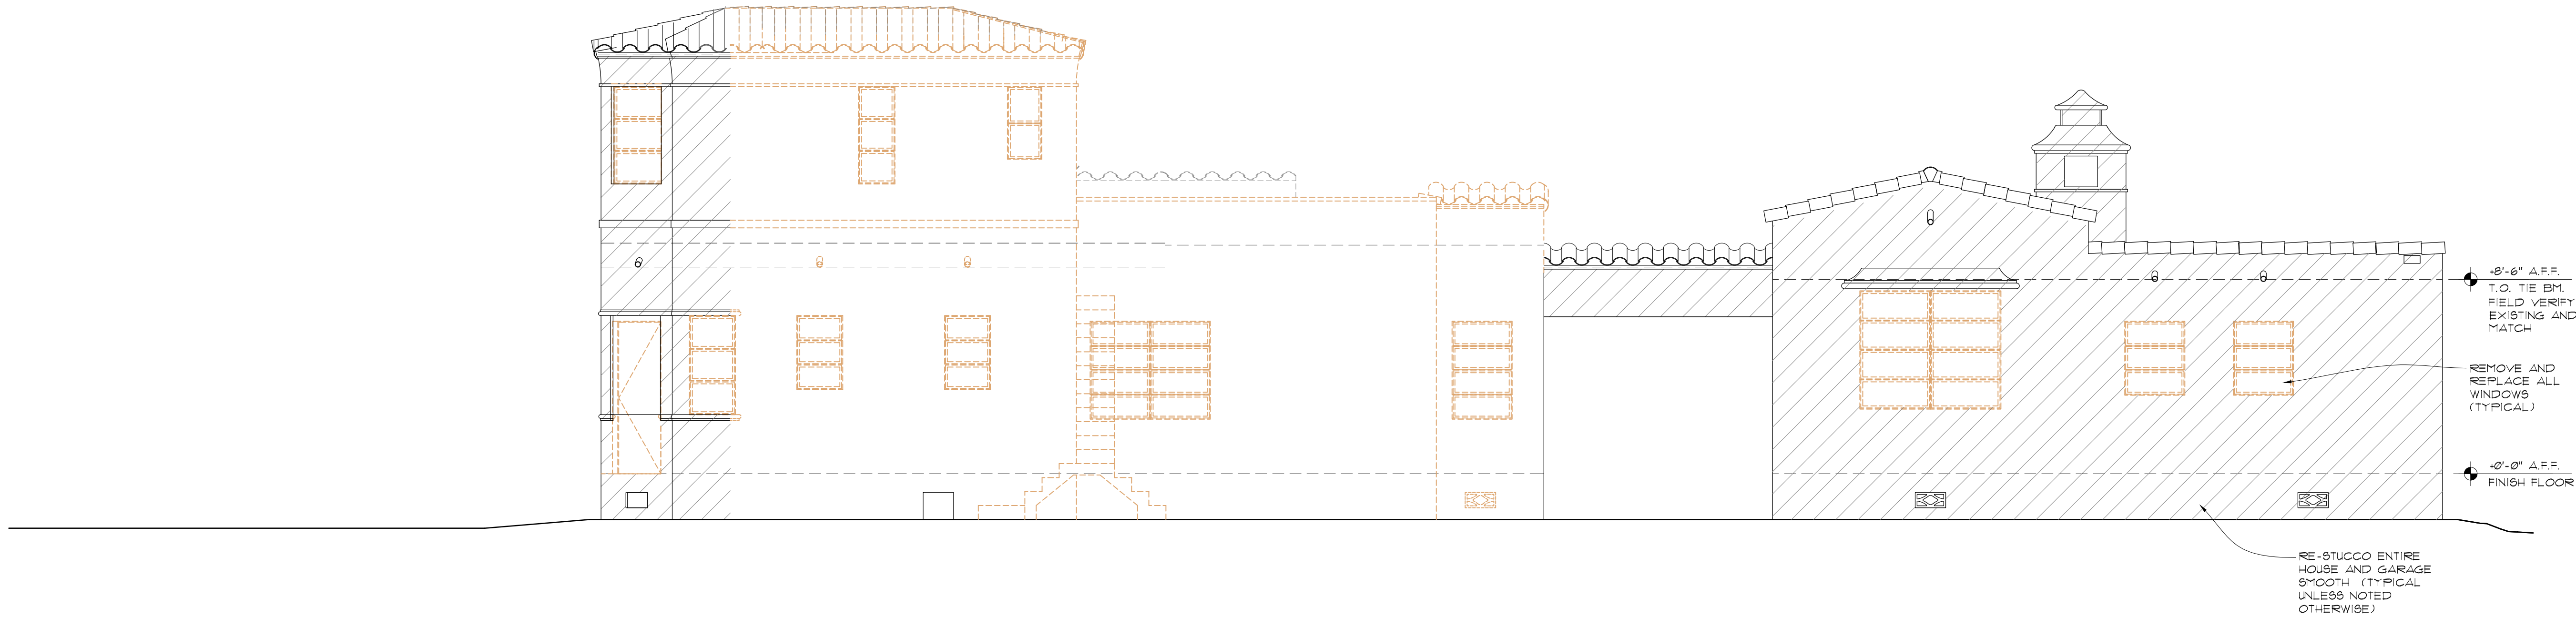 +8'-6" A.F.F.
T.O. TIE BM.
FIELD VERIFY
EXISTING AND
MATCH
REMOVE AND
REPLACE ALL
WINDOWS
(TYPICAL)
+0'-0" A.F.F.
FINISH FLOOR
RE-STUCCO ENTIRE
HOUSE AND GARAGE
SMOOTH (TYPICAL
UNLESS NOTED
OTHERWISE)